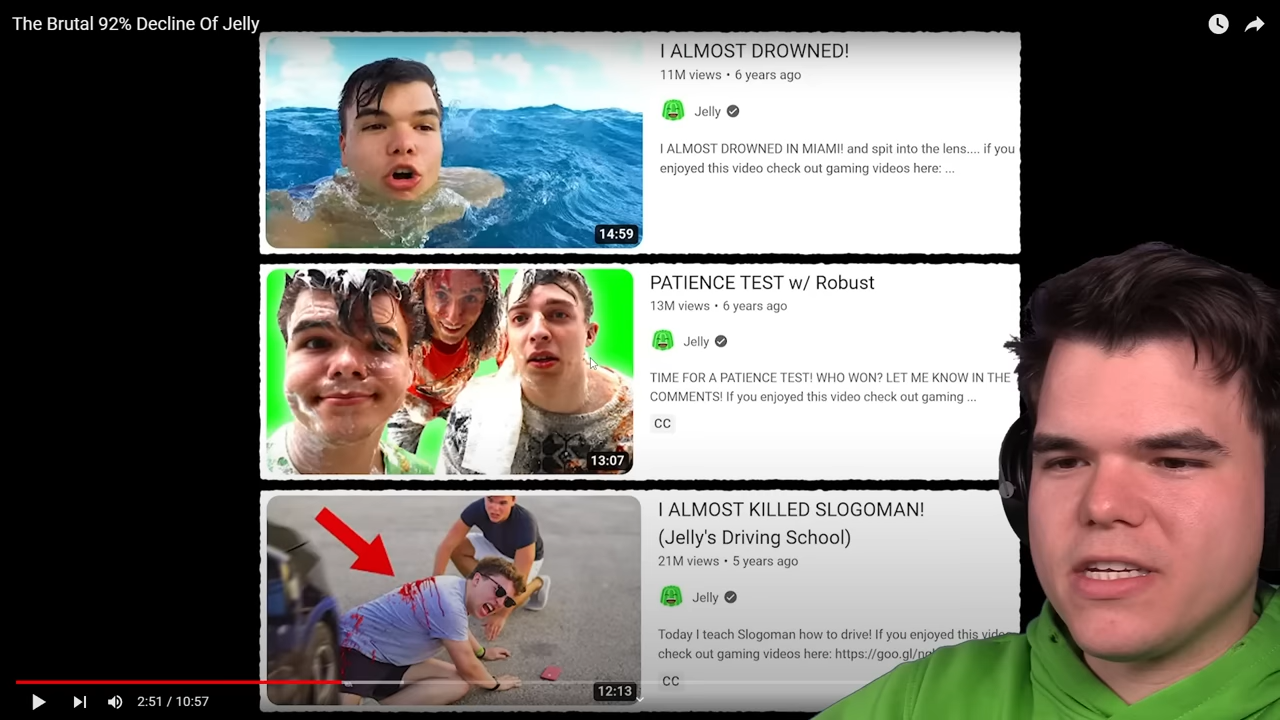 The Brutal 92% Decline Of Jelly
I ALMOST DROWNED!
11M views • 6 years ago
Jelly
I ALMOST DROWNED IN MIAMI! and spit into the lens.... if you
enjoyed this video check out gaming videos here: ...
14:59
PATIENCE TEST w/ Robust
13M views • 6 years ago
Jelly
TIME FOR A PATIENCE TEST! WHO WON? LET ME KNOW IN THE
COMMENTS! If you enjoyed this video check out gaming ...
CC
13:07
I ALMOST KILLED SLOGOMAN!
(Jelly's Driving School)
21M views • 5 years ago
Jelly
Today I teach Slogoman how to drive! If you enjoyed this
check out gaming videos here:
CC
12:13
2:51 / 10:57